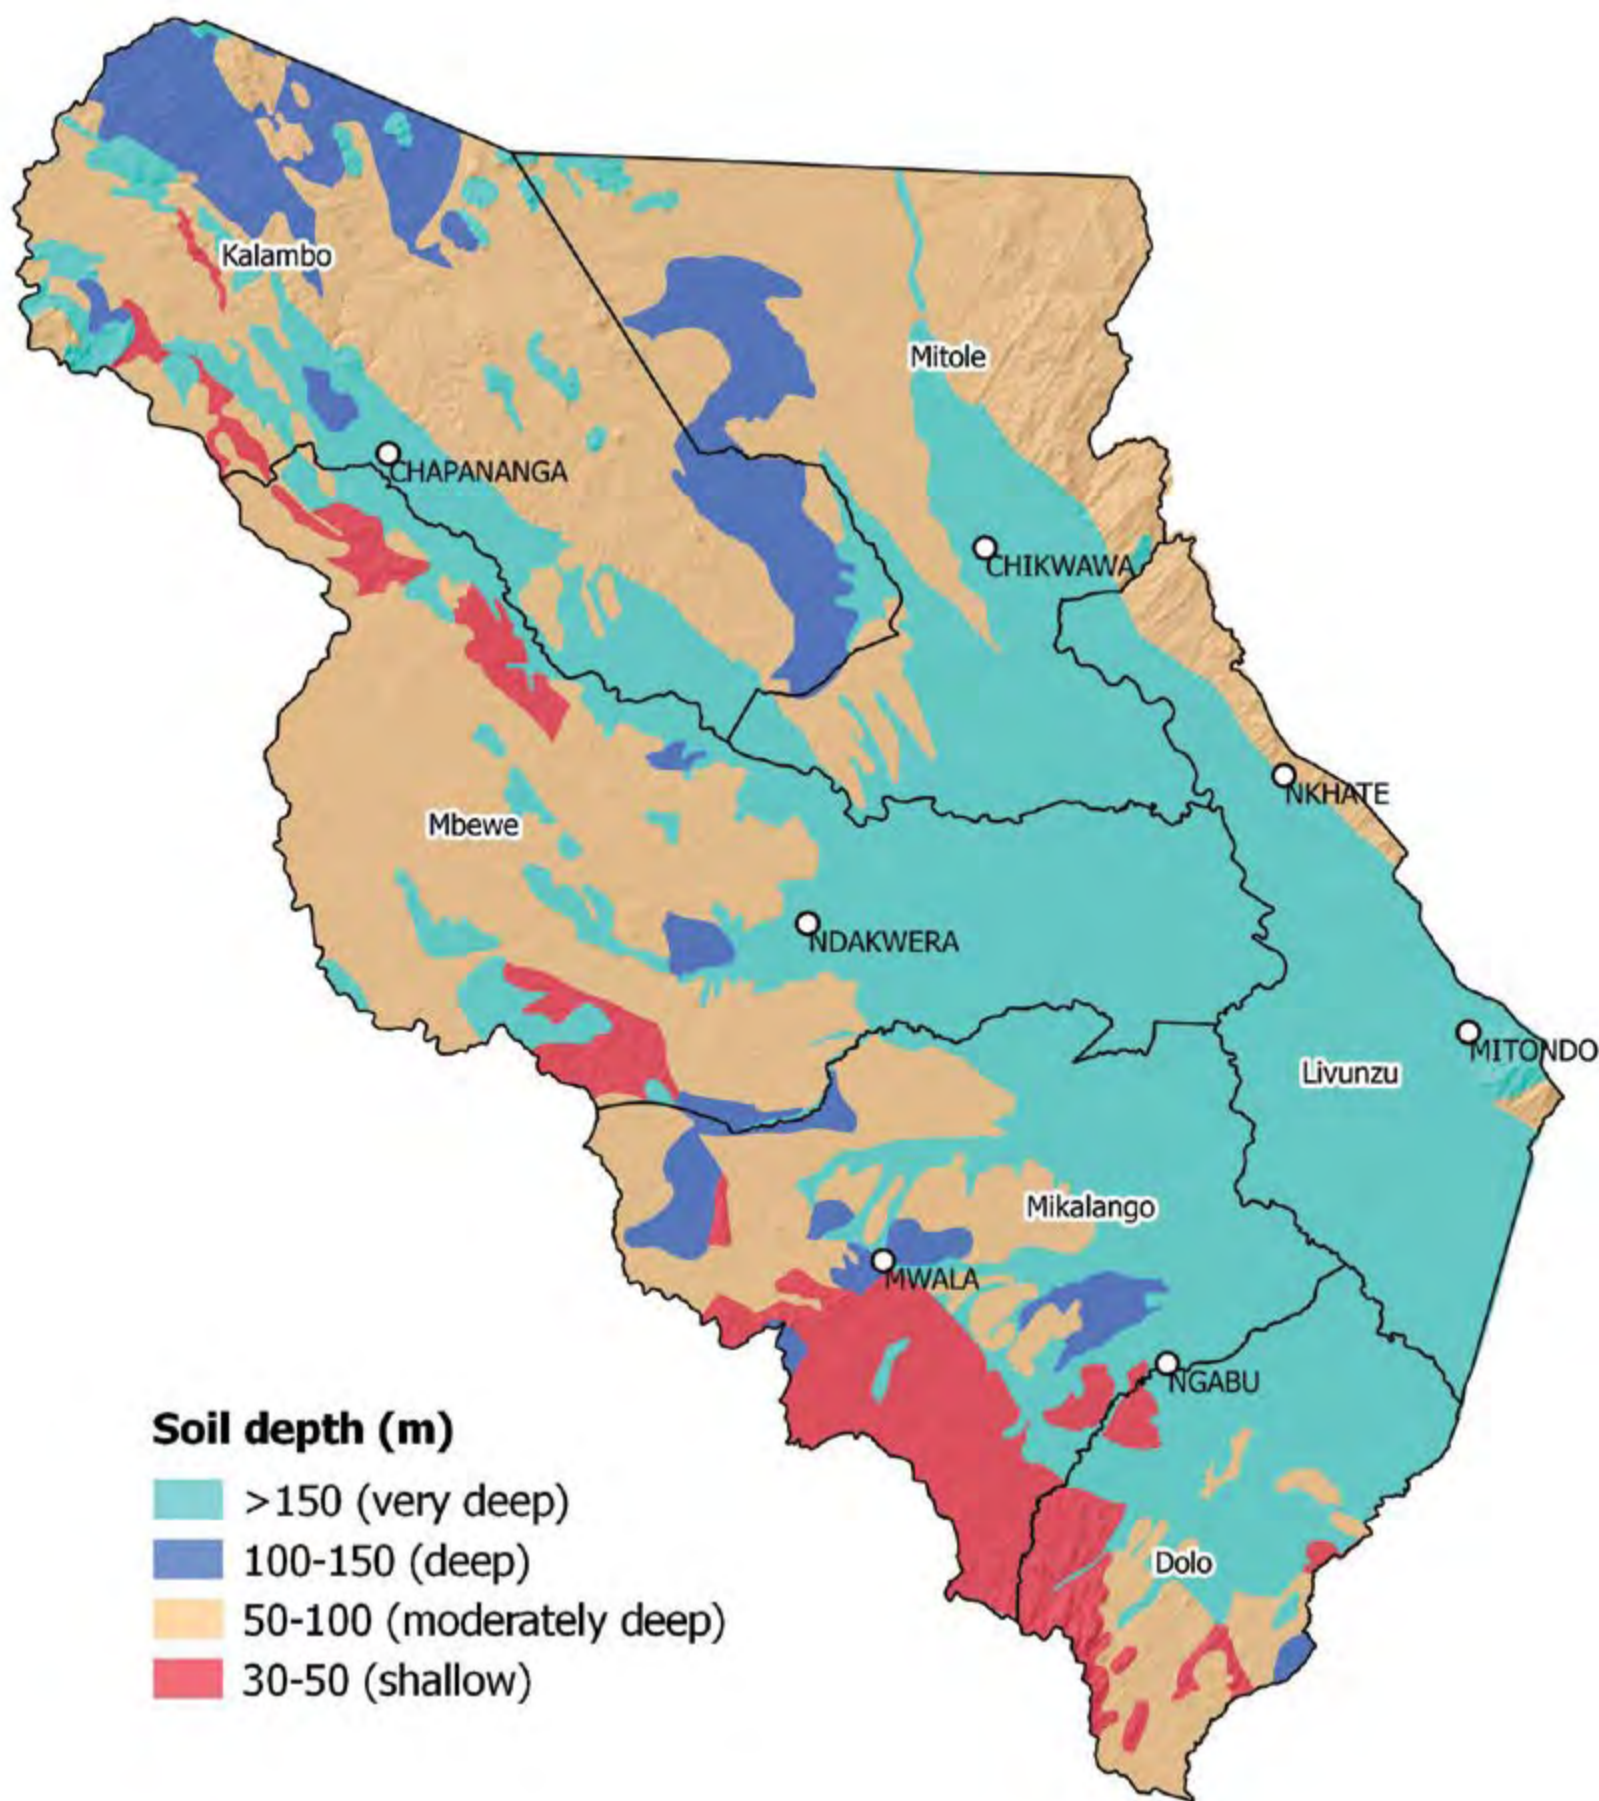 Kalambo
Mitole
CHAPANANGA
CHIKWAWA
NKHATE
Mbewe
NDAKWERA
MITONDO
Livunzu
Mikalango
MWALA
NGABU
Soil depth (m)
>150 (very deep)
100-150 (deep)
Dolo
50-100 (moderately deep)
30-50 (shallow)